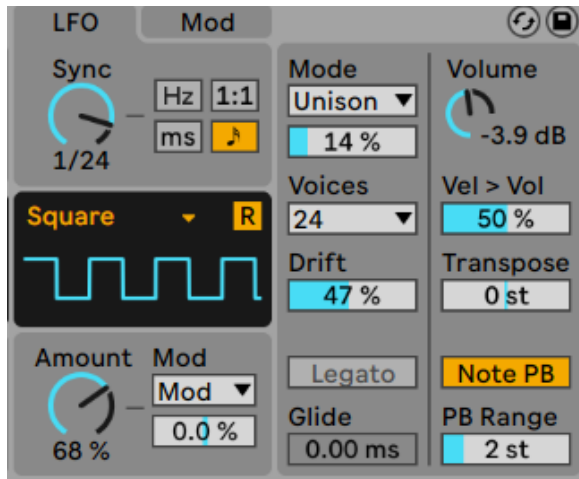 LFO
Mod
Sync
Hz
1:1
ms
1/24
Square
R
Amount
Mod
Mod
68 %
0.0 %
Mode
Unison
14 %
Voices
24
Drift
47 %
Legato
Glide
0.00 ms
Volume
-3.9 dB
Vel > Vol
50 %
Transpose
0 st
Note PB
PB Range
2 st